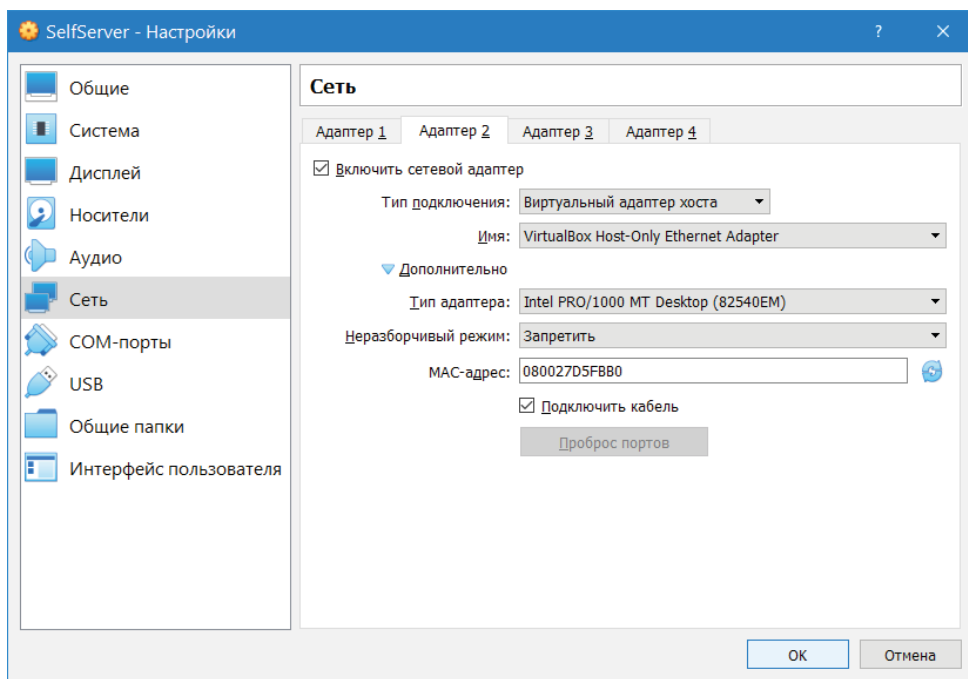 SelfServer - Настройки
?
×
Общие
Система
Дисплей
Носители
Аудио
Сеть
COM-порты
USB
Общие папки
Интерфейс пользователя
Сеть
Адаптер 1 Адаптер 2 Адаптер 3 Адаптер 4
Включить сетевой адаптер
Тип подключения: Виртуальный адаптер хоста
Имя: VirtualBox Host-Only Ethernet Adapter
Дополнительно
Тип адаптера: Intel PRO/1000 MT Desktop (82540EM)
Неразборчивый режим: Запретить
MAC-адрес: 080027D5FBB0
Подключить кабель
Проброс портов
OK Отмена